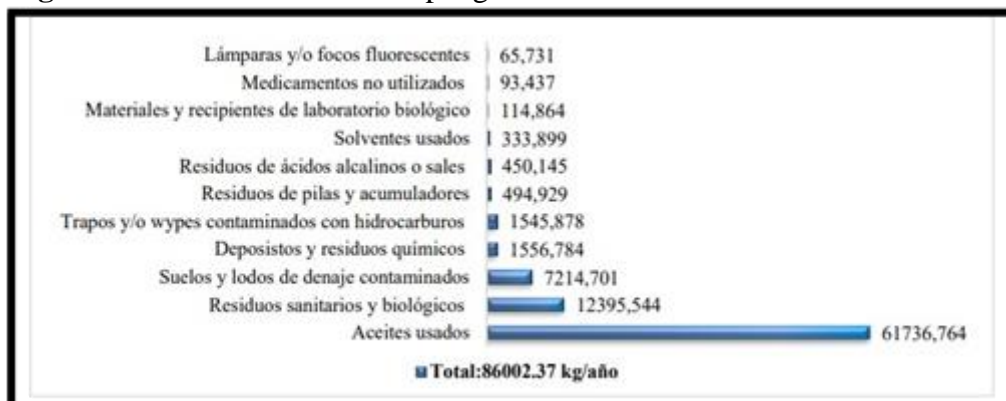 Lámparas y/o focos fluorescentes 65,731
Medicamentos no utilizados 93,437
Materiales y recipientes de laboratorio biológico 114,864
Solventes usados 333,899
Residuos de ácidos alcalinos o sales 450,145
Residuos de pilas y acumuladores 494,929
Trapos y/o wypes contaminados con hidrocarburos 1545,878
Deposistos y residuos químicos 1556,784
Suelos y lodos de denaje contaminados 7214,701
Residuos sanitarios y biológicos 12395,544
Aceites usados 61736,764
Total:86002.37 kg/año